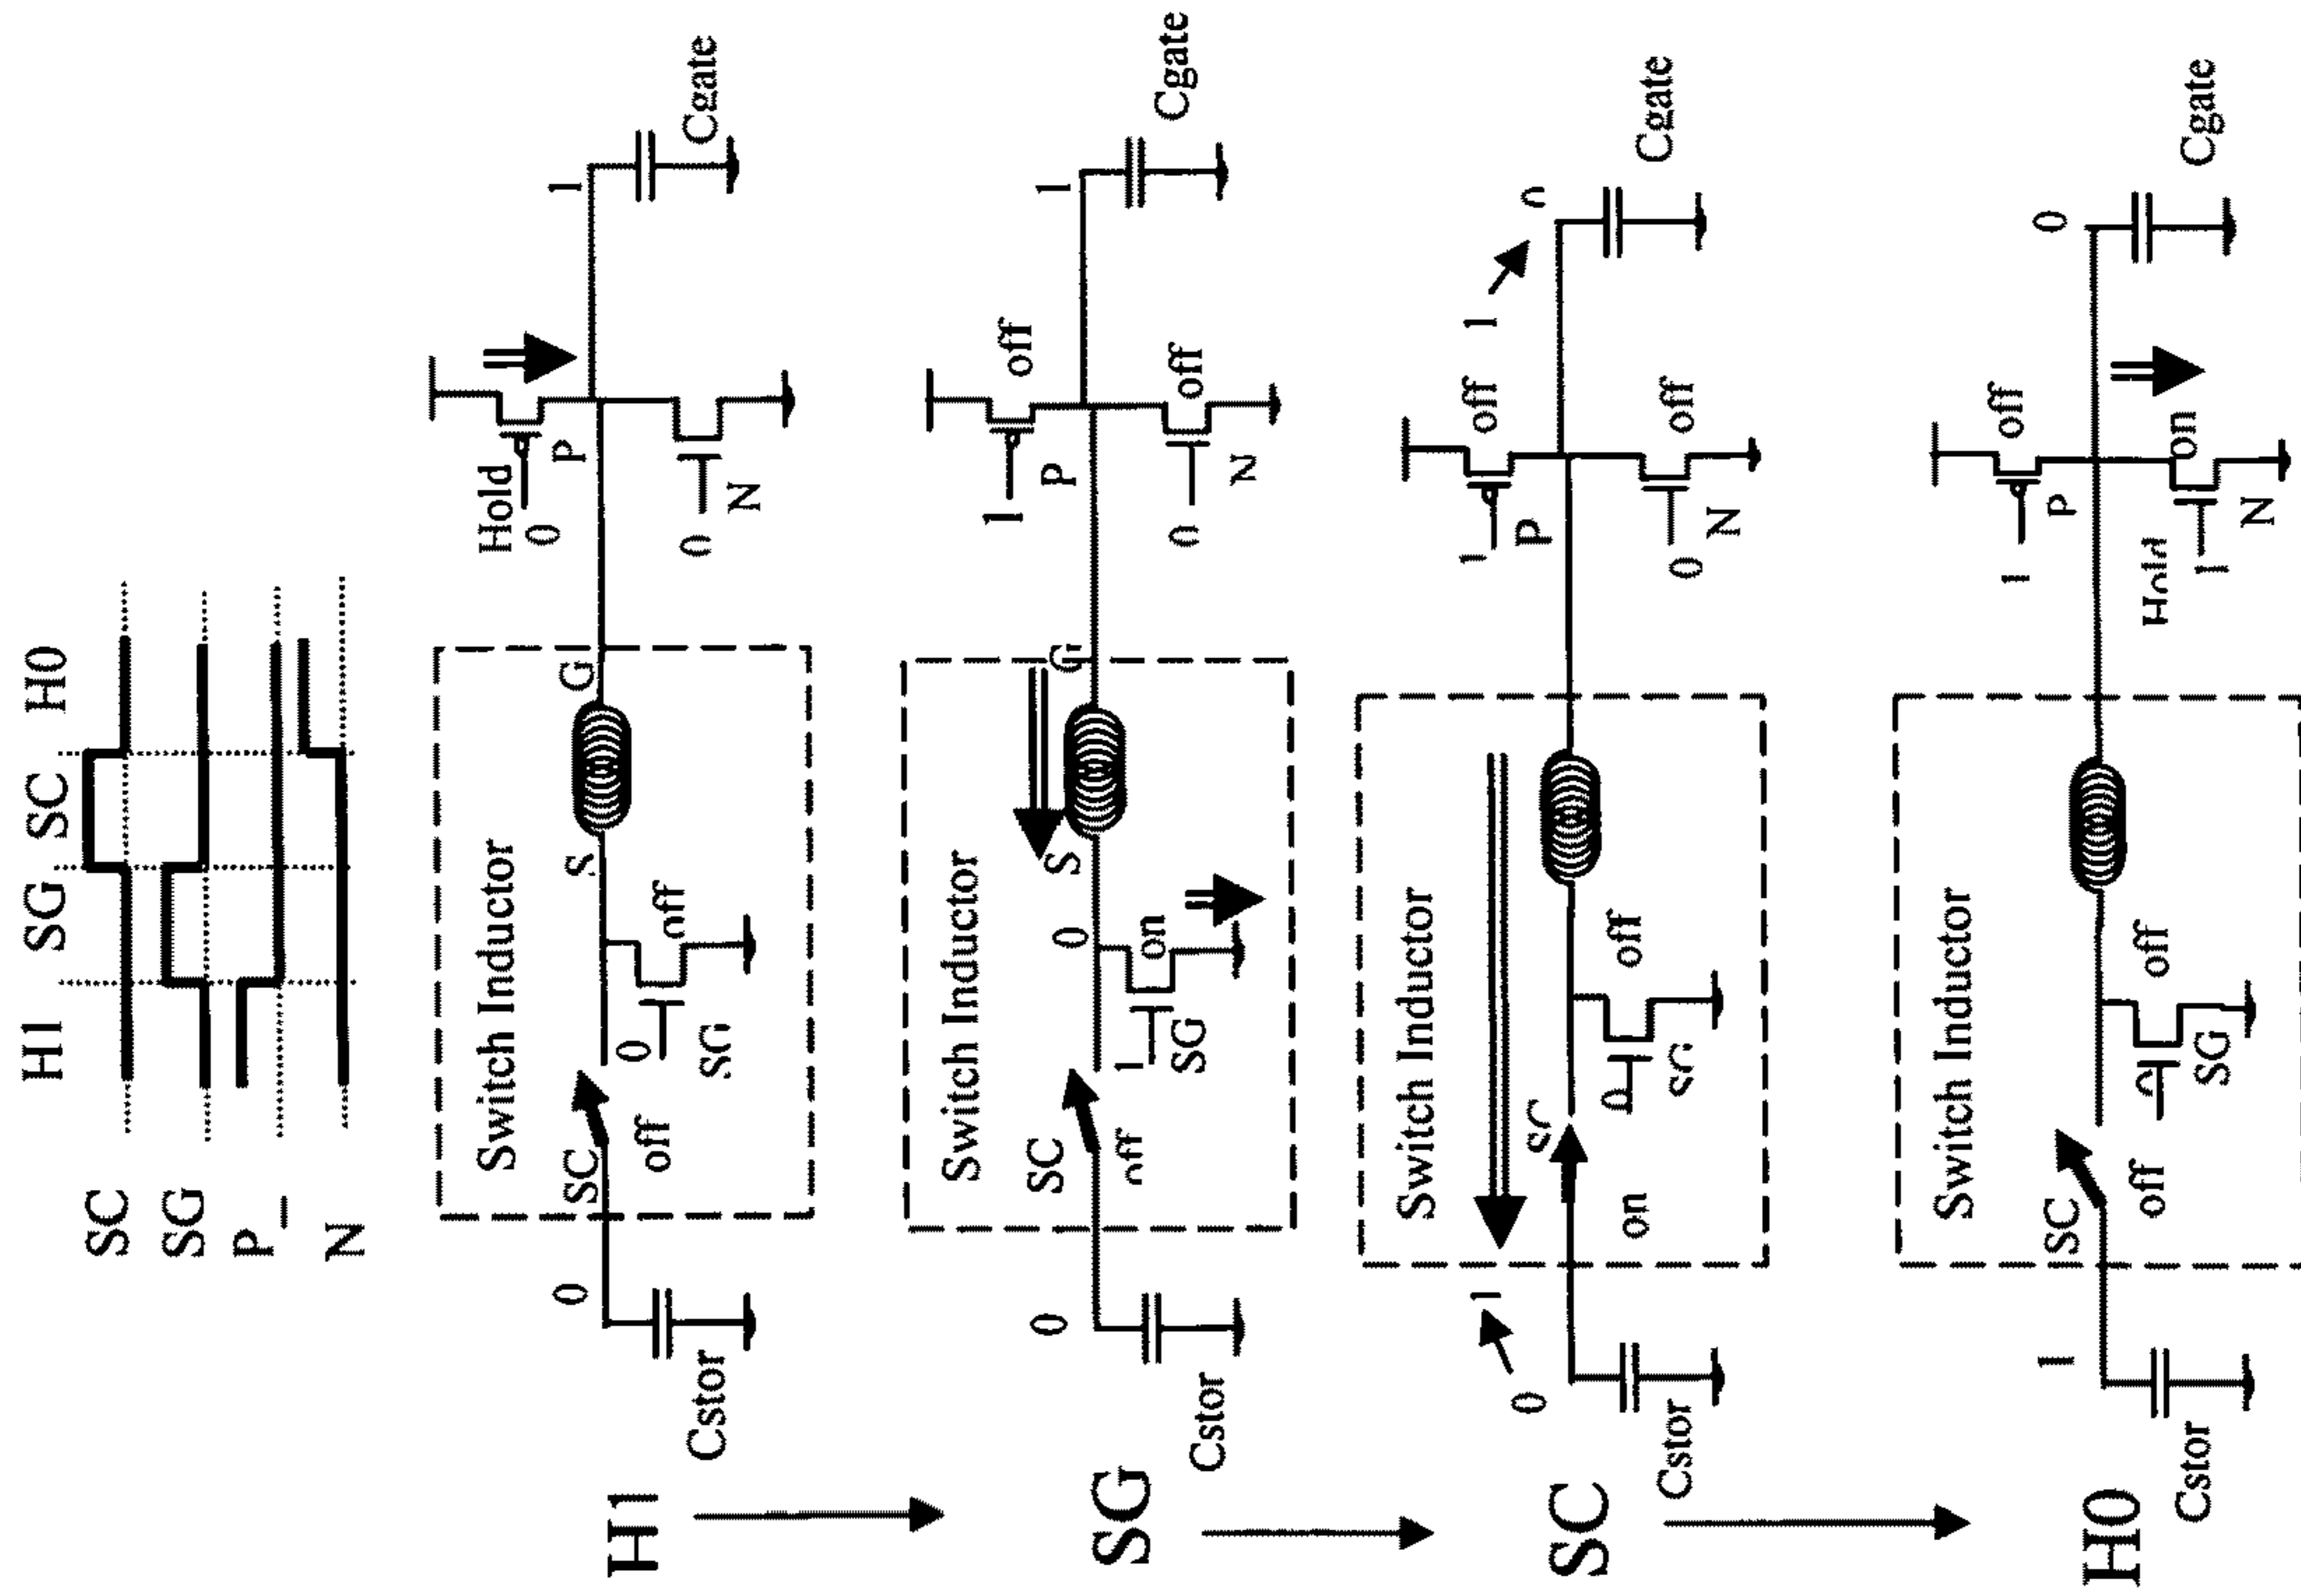 H1 SG SC H0
SC
SG
P_
N
H1
Switch Inductor
Hold
0
P
0
N
1
Cgate
0
Cstor
SC
off
0
SG
off
S
G
SG
Switch Inductor
1
P
off
0
N
off
1
Cgate
0
Cstor
SC
off
1
SG
on
0
S
G
SC
Switch Inductor
1
P
off
0
N
off
1
Cgate
0
1
Cstor
on
SC
0
off
H0
Switch Inductor
1
P
off
Hold
1
N
on
0
Cgate
1
Cstor
SC
off
SG
off